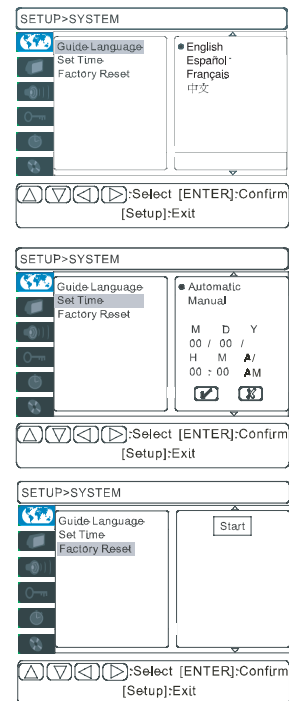 SETUP>SYSTEM
Guide Language
Set Time
Factory Reset
English
Español
Français
中文
:Select [ENTER]:Confirm
[Setup]:Exit
SETUP>SYSTEM
Guide Language
Set Time
Factory Reset
Automatic
Manual
M D Y
00 / 00 /
H M A/
00 : 00 AM
:Select [ENTER]:Confirm
[Setup]:Exit
SETUP>SYSTEM
Guide Language
Set Time
Factory Reset
Start
:Select [ENTER]:Confirm
[Setup]:Exit